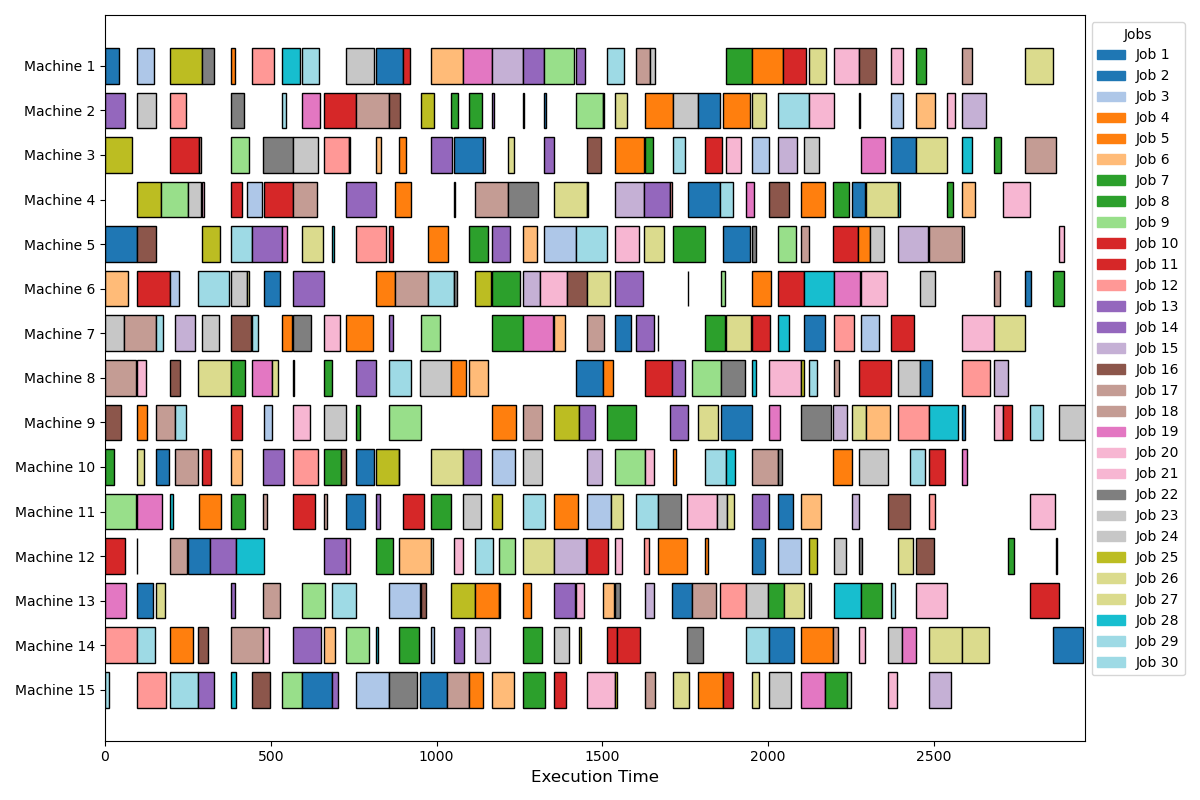 Machine 1
Machine 2
Machine 3
Machine 4
Machine 5
Machine 6
Machine 7
Machine 8
Machine 9
Machine 10
Machine 11
Machine 12
Machine 13
Machine 14
Machine 15
0 500 1000 1500 2000 2500
Execution Time
Jobs
Job 1
Job 2
Job 3
Job 4
Job 5
Job 6
Job 7
Job 8
Job 9
Job 10
Job 11
Job 12
Job 13
Job 14
Job 15
Job 16
Job 17
Job 18
Job 19
Job 20
Job 21
Job 22
Job 23
Job 24
Job 25
Job 26
Job 27
Job 28
Job 29
Job 30